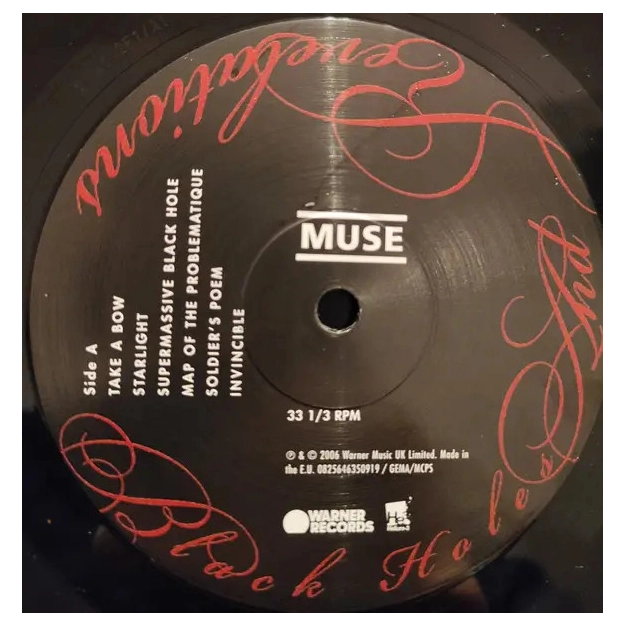 Black Holes
And
Revelations
MUSE
Side A
TAKE A BOW
STARLIGHT
SUPERMASSIVE BLACK HOLE
MAP OF THE PROBLEMATIQUE
SOLDIER'S POEM
INVINCIBLE
33 1/3 RPM
℗ & © 2006 Warner Music UK Limited. Made in
the E.U. 0825646350919 / GEMA/MCPS
WARNER
RECORDS